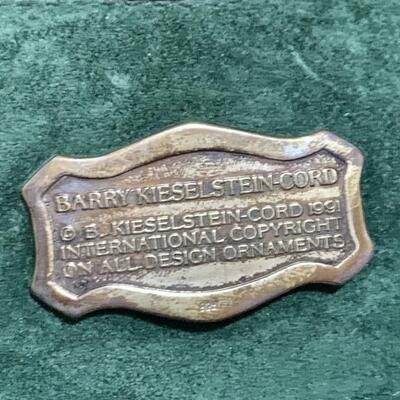 BARRY KIESELSTEIN-CORD
© B. KIESELSTEIN-CORD 1991
INTERNATIONAL COPYRIGHT
ON ALL DESIGN ORNAMENTS